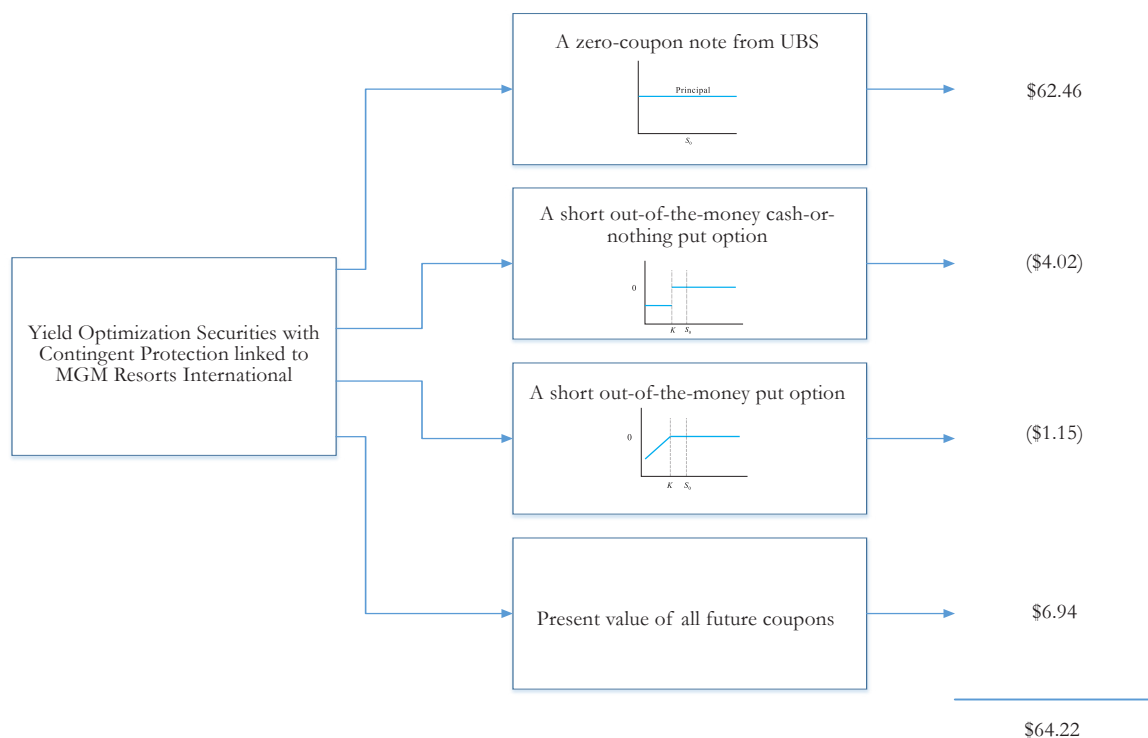 A zero-coupon note from UBS
Principal
S₀
$62.46
A short out-of-the-money cash-or-
nothing put option
0
K S₀
($4.02)
Yield Optimization Securities with
Contingent Protection linked to
MGM Resorts International
A short out-of-the-money put option
0
K S₀
($1.15)
Present value of all future coupons
$6.94
$64.22